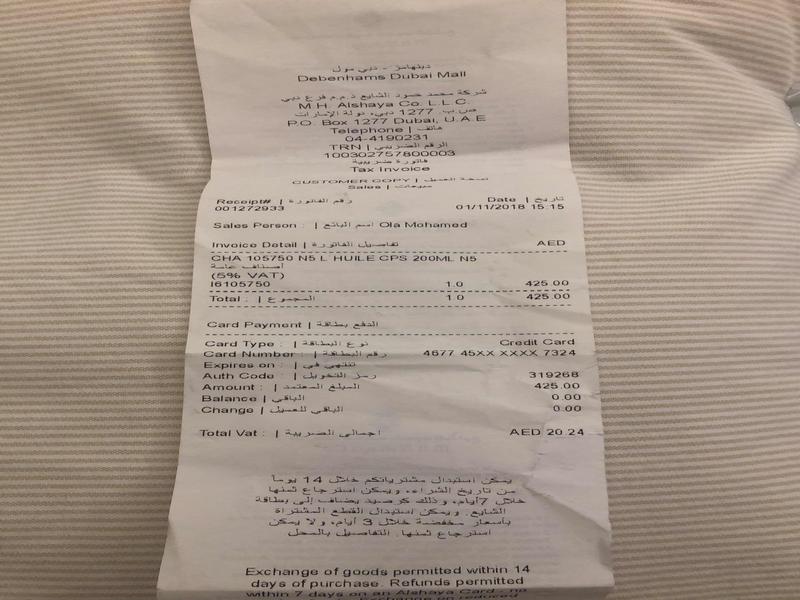 دبنهامز - دبي مول
Debenhams Dubai Mall
شركة محمد حمود الشايع ذ.م.م فرع دبي
M.H. Alshaya Co. L.L.C.
ص.ب. 1277 دبي، دولة الإمارات
P.O. Box 1277 Dubai, U.A.E
Telephone | هاتف
04-4190231
TRN | الرقم الضريبي
100302757800003
فاتورة ضريبية
Tax Invoice
CUSTOMER COPY | نسخة العميل
Sales | مبيعات
Receipt# | رقم الفاتورة Date | تاريخ
001272933 01/11/2018 15:15
Sales Person : | اسم البائع Ola Mohamed
Invoice Detail | تفاصيل الفاتورة AED
CHA 105750 N5 L HUILE CPS 200ML N5
أصناف عامة
(5% VAT)
I6105750 1.0 425.00
Total : | المجموع 1.0 425.00
Card Payment | الدفع بطاقة
Card Type : | نوع البطاقة Credit Card
Card Number : | رقم البطاقة 4677 45XX XXXX 7324
Expires on : | تنتهي في
Auth Code : | رمز التخويل 319268
Amount : | المبلغ المعتمد 425.00
Balance | الباقي 0.00
Change | الباقي للعميل 0.00
Total Vat : | اجمالي الضريبة AED 20.24
يمكن استبدال مشترياتكم خلال 14 يوماً
من تاريخ الشراء، ويمكن استرجاع ثمنها
خلال 7أيام، وذلك كرصيد يضاف إلى بطاقة
الشايع. ويمكن استبدال القطع المشتراة
بأسعار مخفضة خلال 3 أيام، ولا يمكن
استرجاع ثمنها. التفاصيل بالمحل
Exchange of goods permitted within 14
days of purchase. Refunds permitted
within 7 days on an Alshaya Card , no
Exchange on reduced